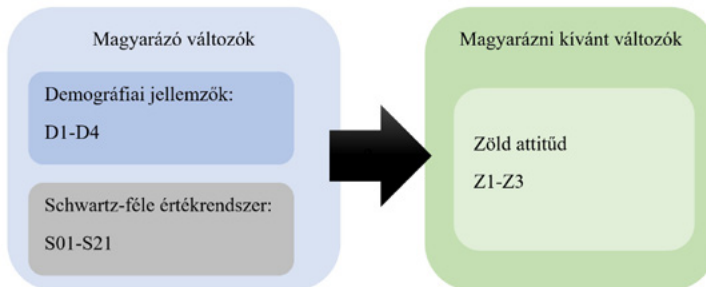 Magyarázó változók
Demográfiai jellemzők:
D1-D4
Schwartz-féle értékrendszer:
S01-S21
Magyarázni kívánt változók
Zöld attitűd
Z1-Z3